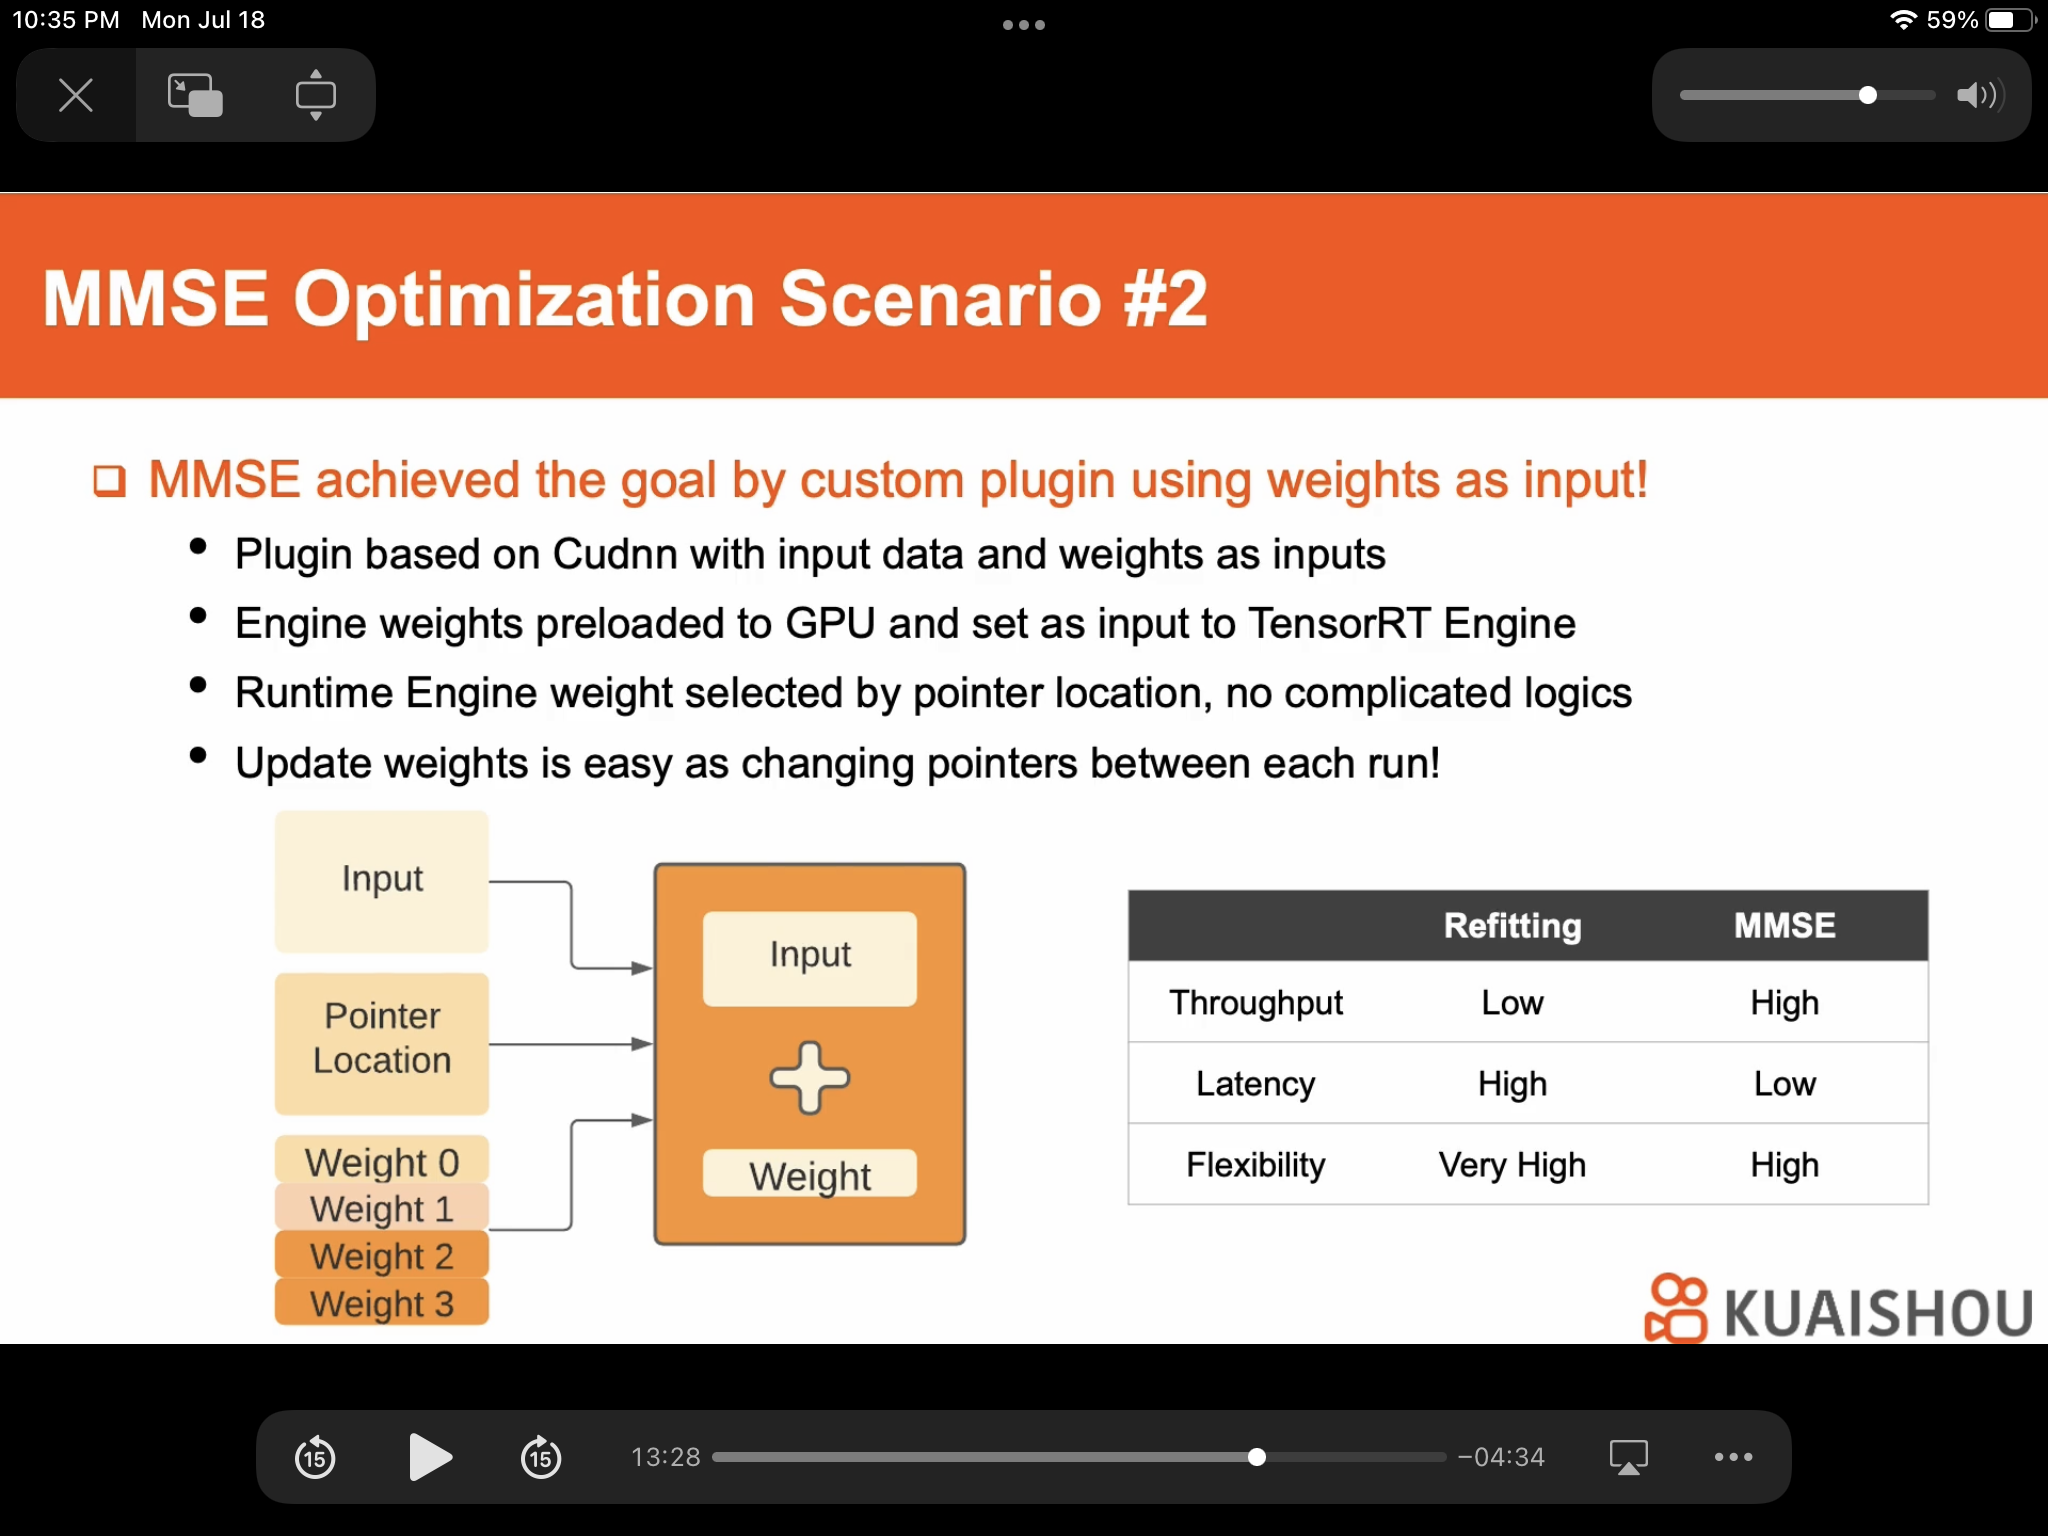 10:35 PM Mon Jul 18
59%
MMSE Optimization Scenario #2
MMSE achieved the goal by custom plugin using weights as input!
Plugin based on Cudnn with input data and weights as inputs
Engine weights preloaded to GPU and set as input to TensorRT Engine
Runtime Engine weight selected by pointer location, no complicated logics
Update weights is easy as changing pointers between each run!
Input
Pointer
Location
Weight 0
Weight 1
Weight 2
Weight 3
Input
Weight
Refitting MMSE
Throughput Low High
Latency High Low
Flexibility Very High High
KUAISHOU
15
15
13:28
-04:34